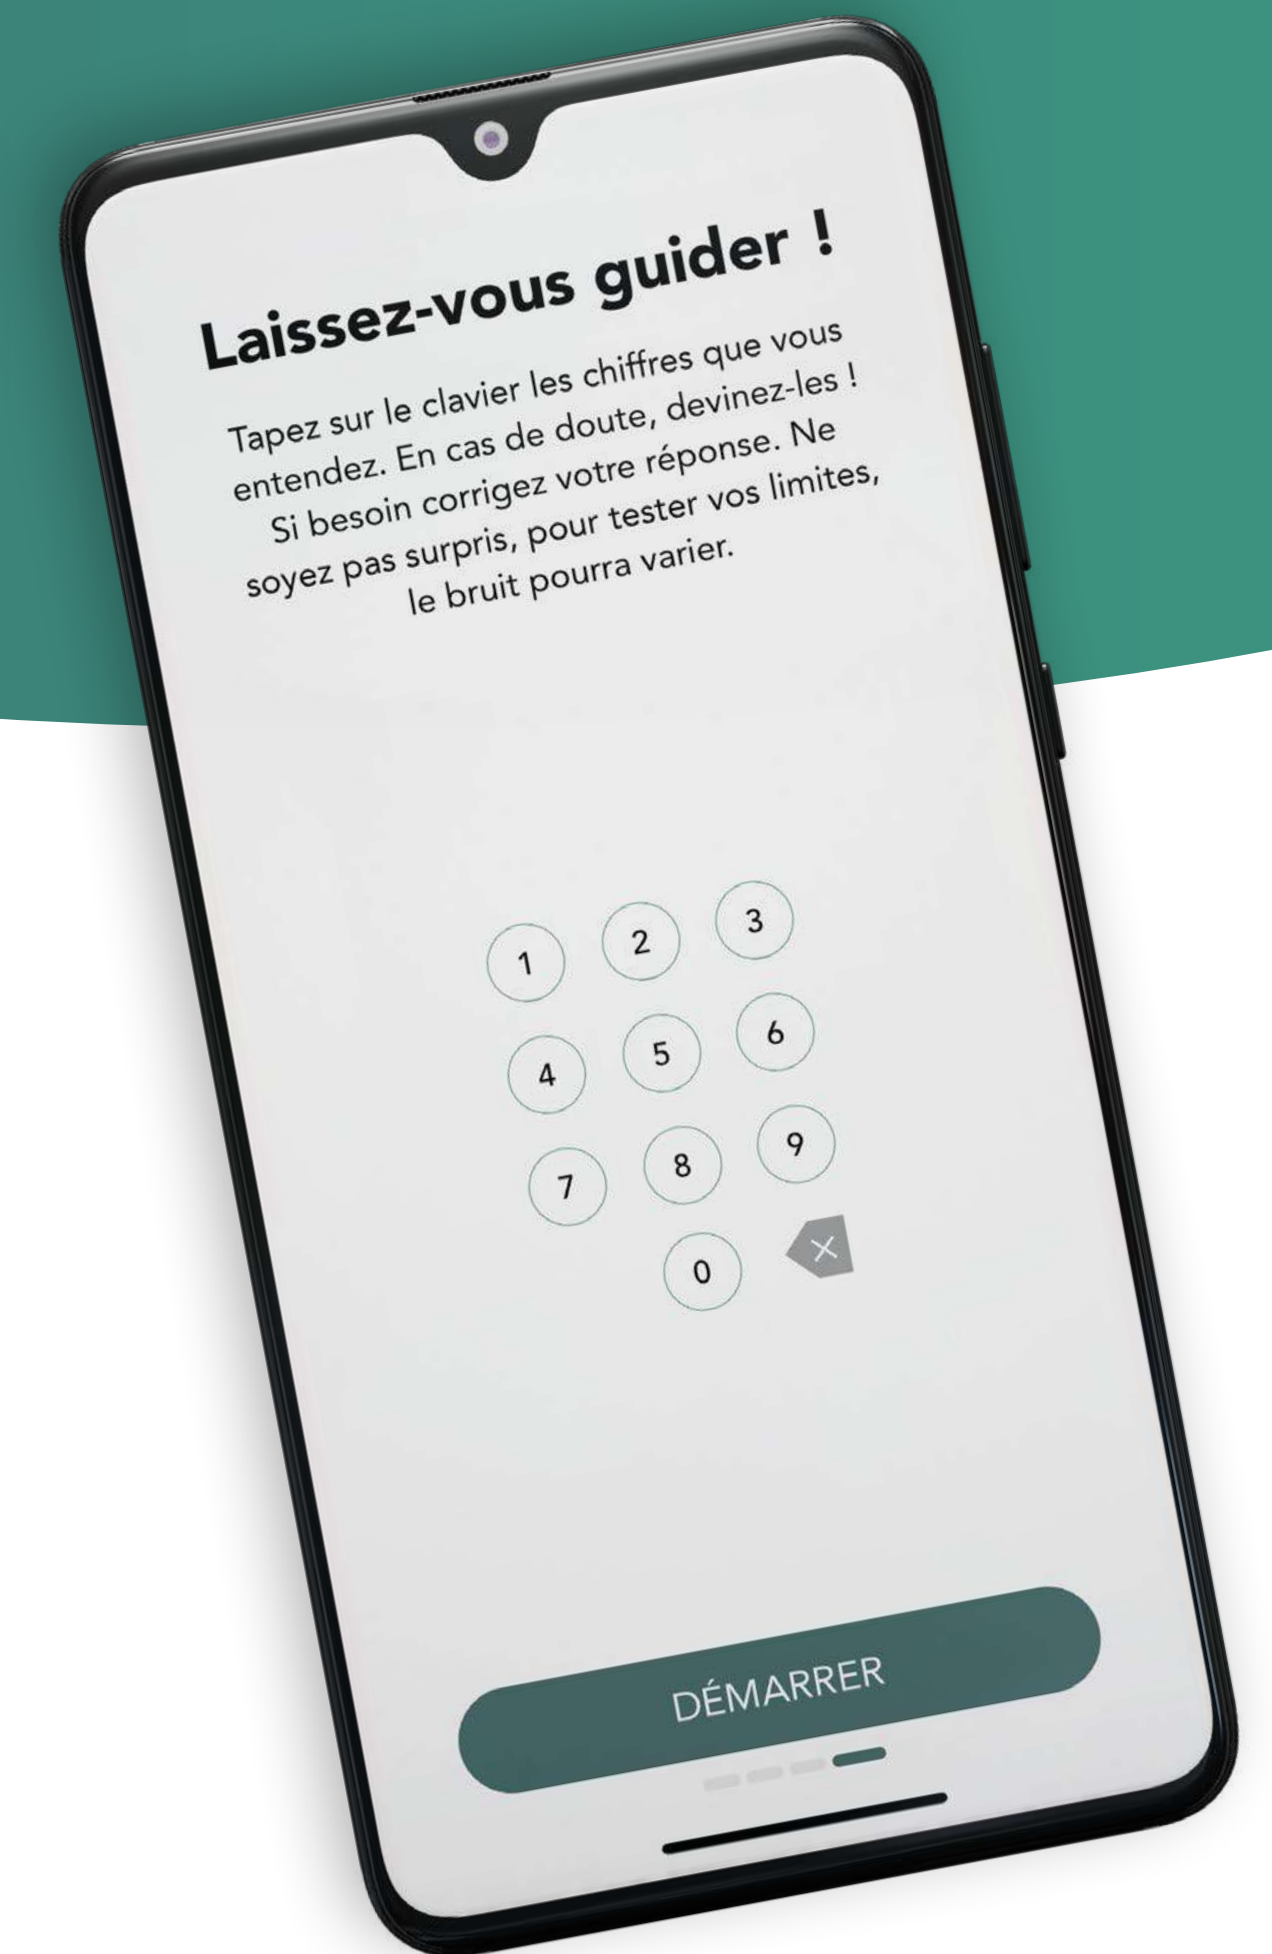 Laissez-vous guider !
Tapez sur le clavier les chiffres que vous
entendez. En cas de doute, devinez-les !
Si besoin corrigez votre réponse. Ne
soyez pas surpris, pour tester vos limites,
le bruit pourra varier.
1 2 3
4 5 6
7 8 9
0
DÉMARRER